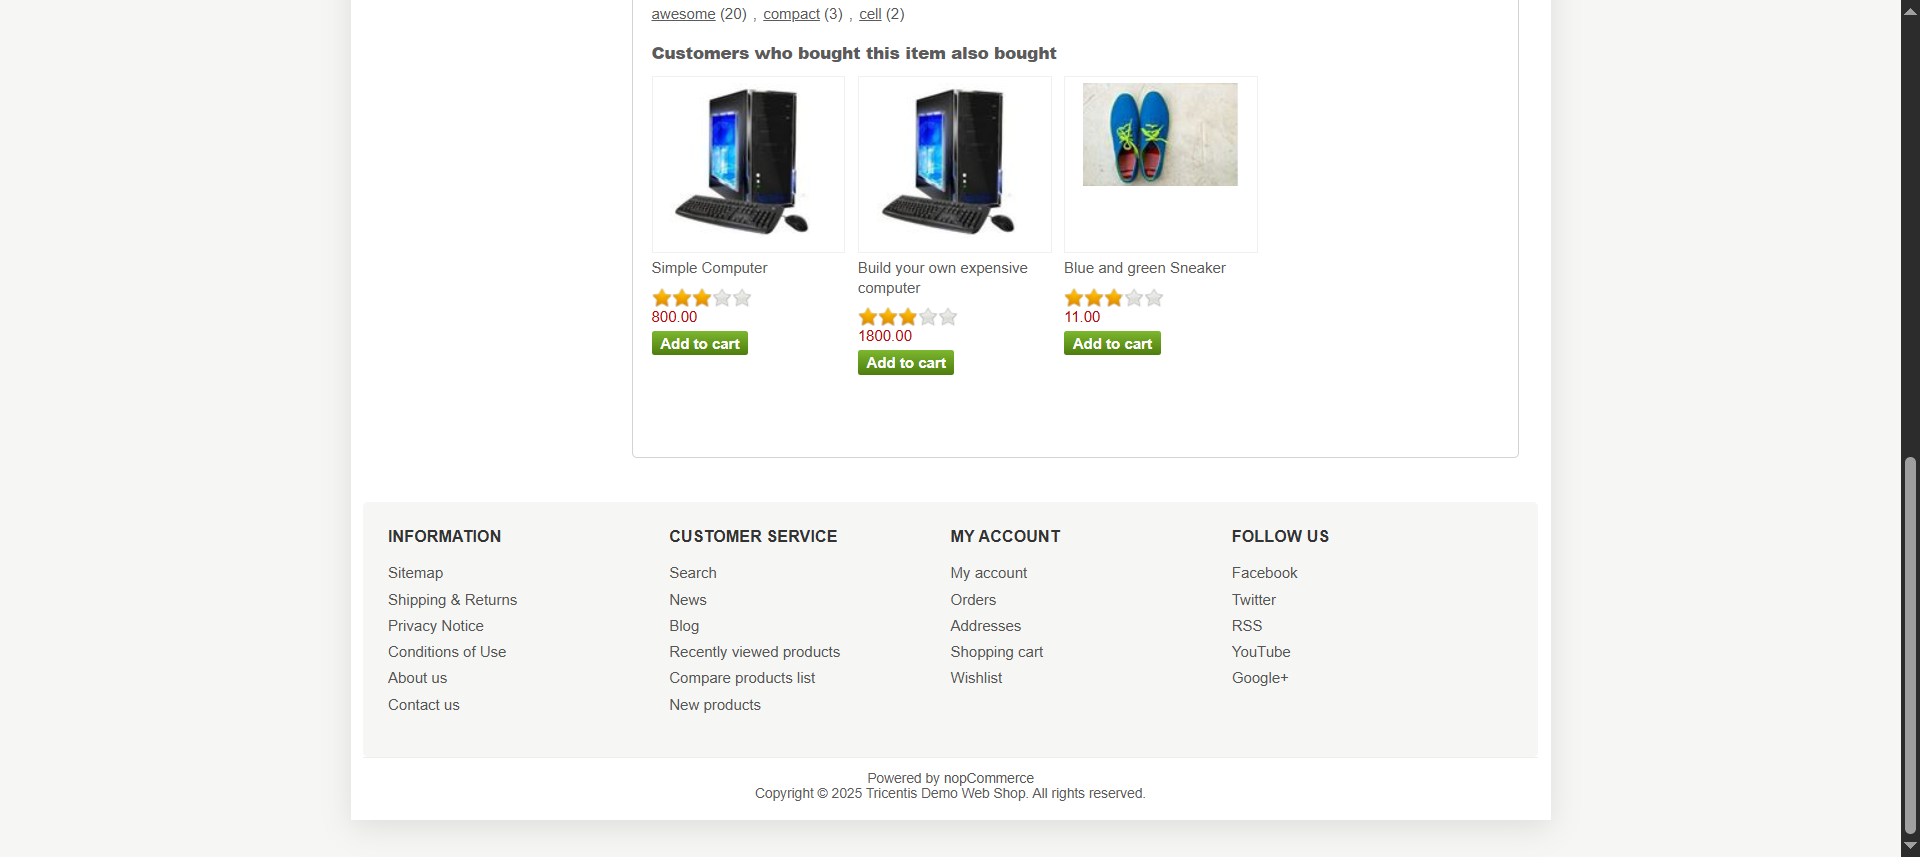 awesome (20) , compact (3) , cell (2)
Customers who bought this item also bought
Simple Computer
800.00
Add to cart
Build your own expensive
computer
1800.00
Add to cart
Blue and green Sneaker
11.00
Add to cart
INFORMATION
Sitemap
Shipping & Returns
Privacy Notice
Conditions of Use
About us
Contact us
CUSTOMER SERVICE
Search
News
Blog
Recently viewed products
Compare products list
New products
MY ACCOUNT
My account
Orders
Addresses
Shopping cart
Wishlist
FOLLOW US
Facebook
Twitter
RSS
YouTube
Google+
Powered by nopCommerce
Copyright © 2025 Tricentis Demo Web Shop. All rights reserved.